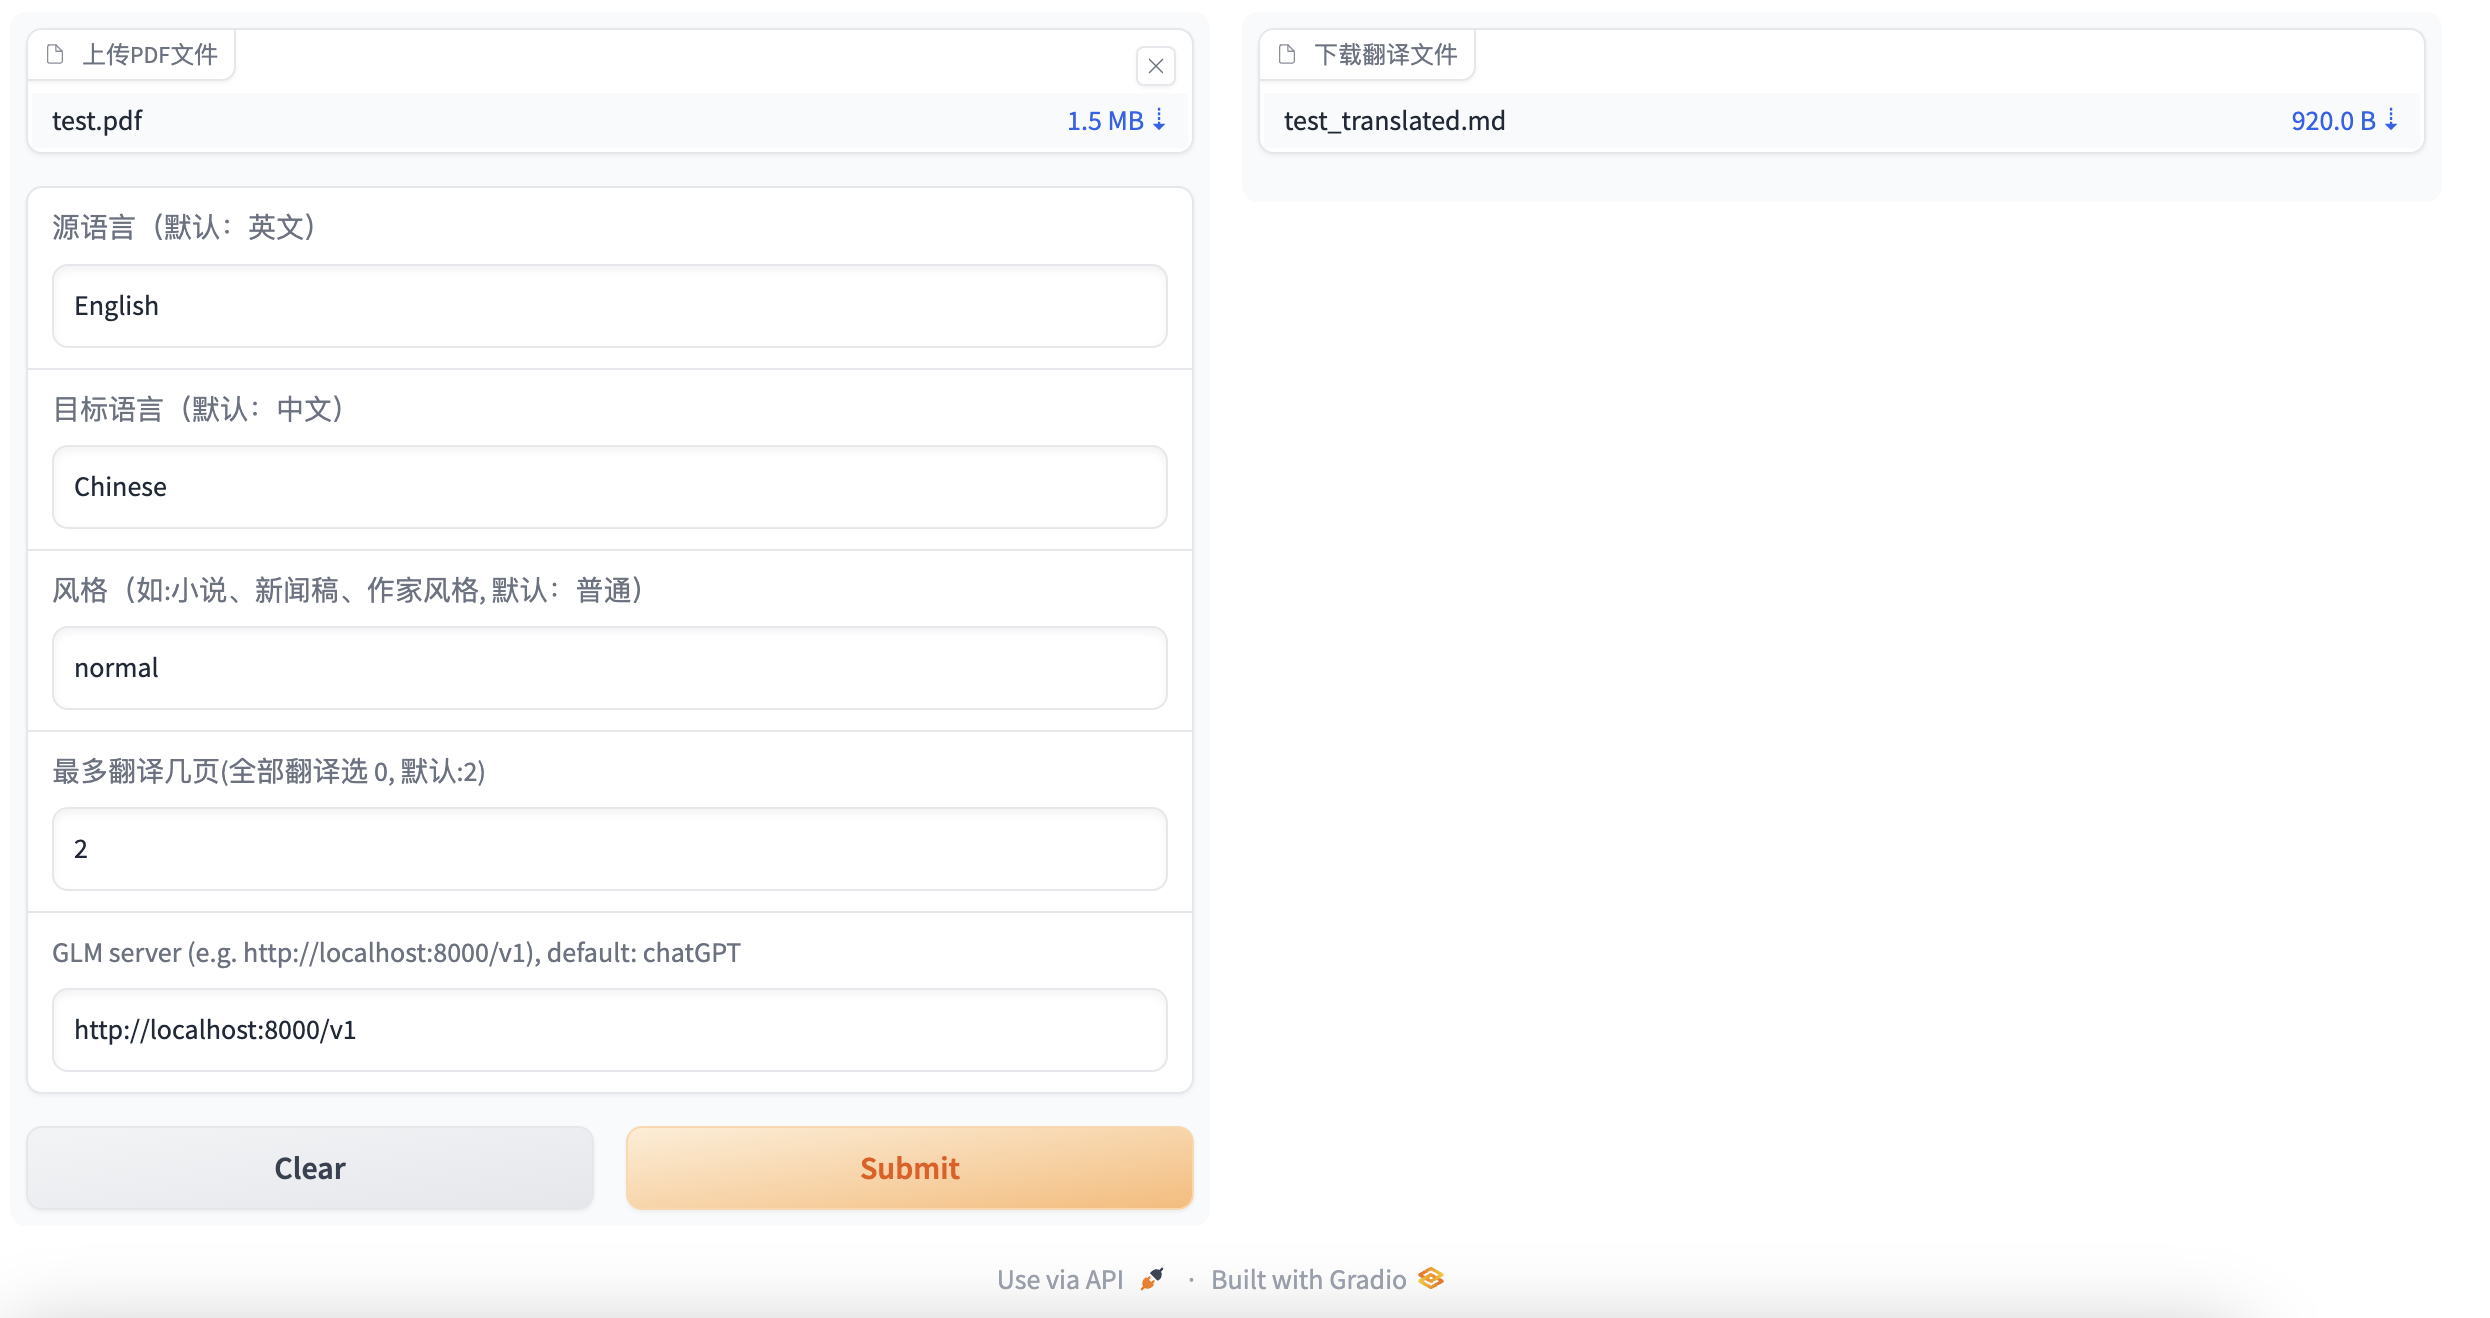 上传PDF文件
test.pdf 1.5 MB ⇣
源语言（默认：英文）
English
目标语言（默认：中文）
Chinese
风格（如:小说、新闻稿、作家风格, 默认：普通）
normal
最多翻译几页(全部翻译选 0, 默认:2)
2
GLM server (e.g. http://localhost:8000/v1), default: chatGPT
http://localhost:8000/v1
Clear Submit
下载翻译文件
test_translated.md 920.0 B ⇣
Use via API · Built with Gradio